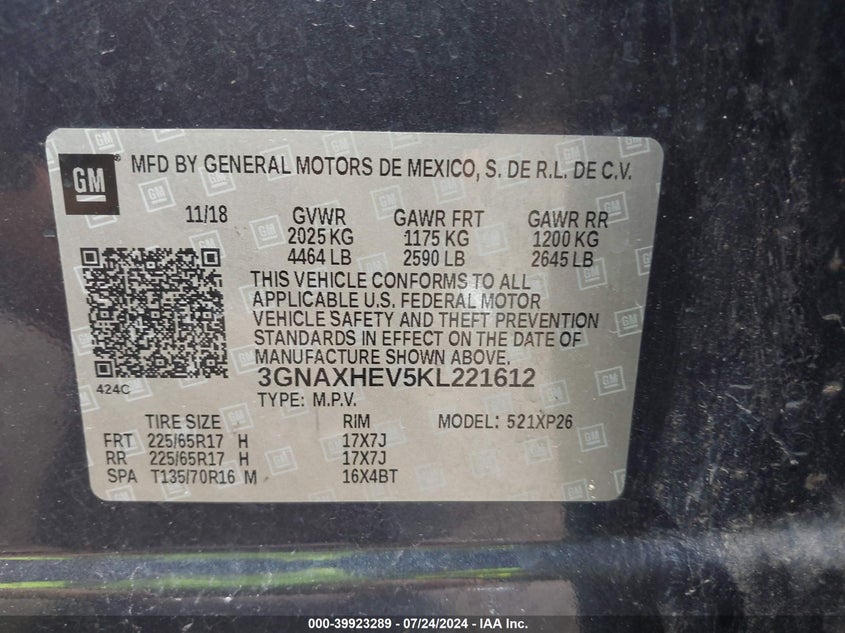 GM
MFD BY GENERAL MOTORS DE MEXICO, S. DE R.L. DE C.V.
11/18 GVWR GAWR FRT GAWR RR
2025 KG 1175 KG 1200 KG
4464 LB 2590 LB 2645 LB
THIS VEHICLE CONFORMS TO ALL
APPLICABLE U.S. FEDERAL MOTOR
VEHICLE SAFETY AND THEFT PREVENTION
STANDARDS IN EFFECT ON THE DATE OF
MANUFACTURE SHOWN ABOVE.
424C
3GNAXHEV5KL221612
TYPE: M.P.V.
TIRE SIZE RIM MODEL: 521XP26
FRT 225/65R17 H 17X7J
RR 225/65R17 H 17X7J
SPA T135/70R16 M 16X4BT
000-39923289 - 07/24/2024 - IAA Inc.